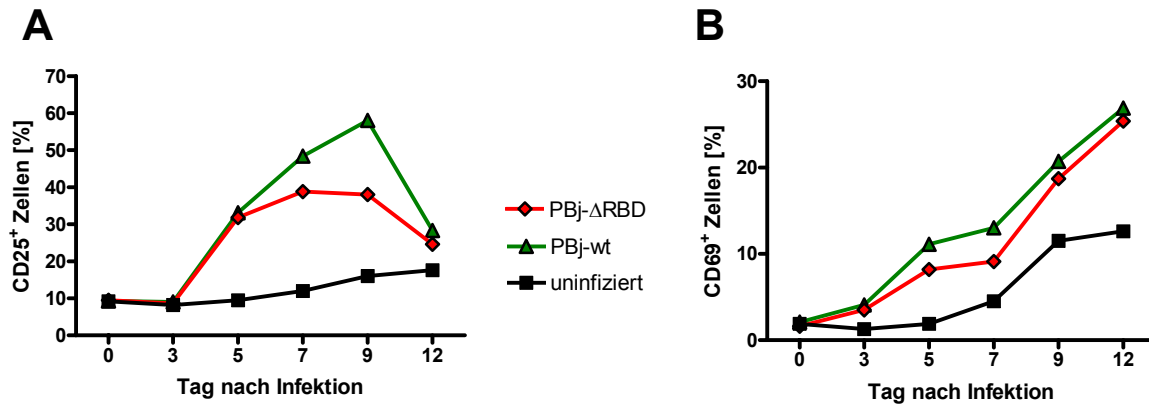 A
70
60
50
40
30
20
10
0
CD25+ Zellen [%]
0 3 5 7 9 12
Tag nach Infektion
PBj-ΔRBD
PBj-wt
uninfiziert
B
30
20
10
0
CD69+ Zellen [%]
0 3 5 7 9 12
Tag nach Infektion